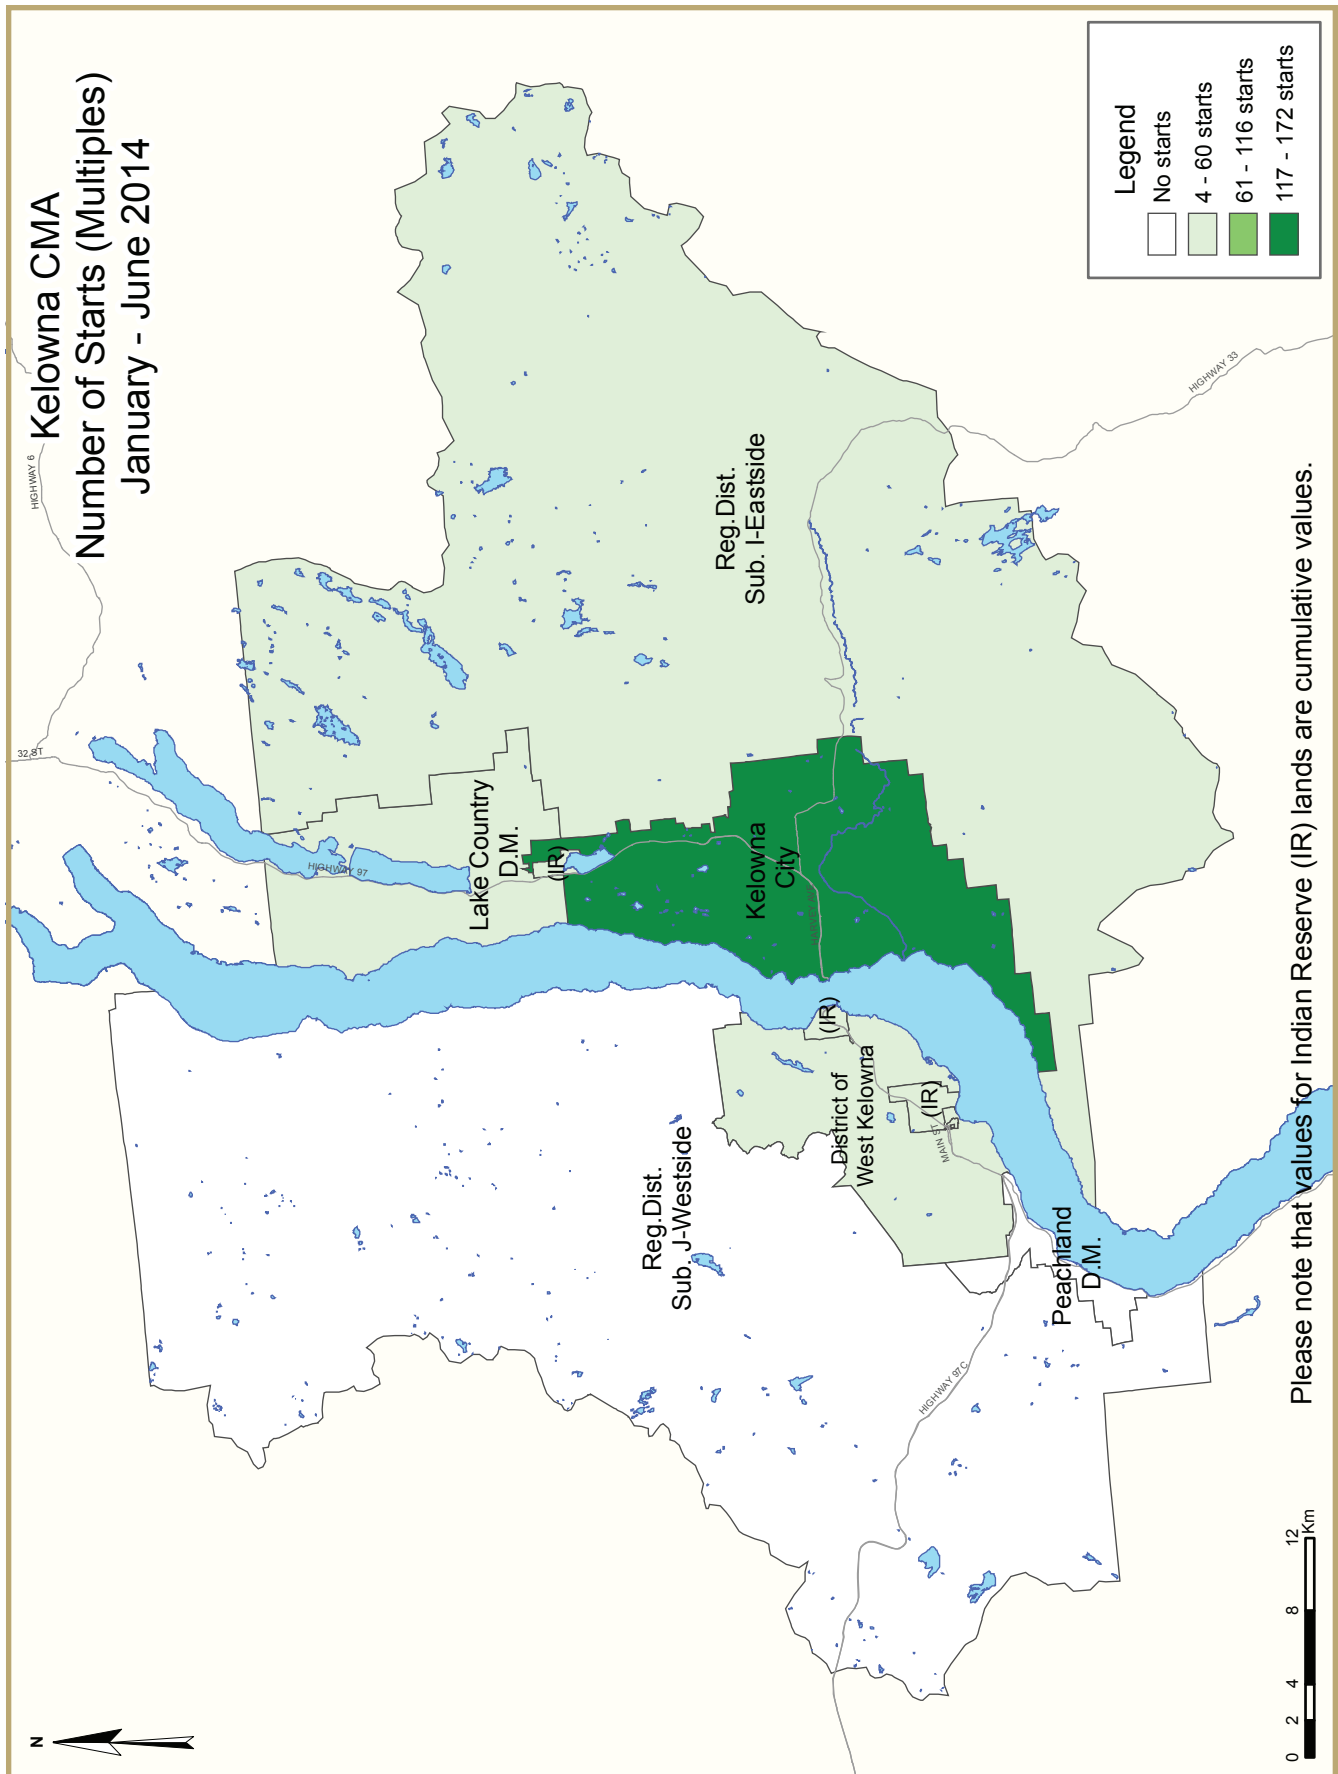 Kelowna CMA
Number of Starts (Multiples)
January - June 2014
HIGHWAY 6
32 ST
HIGHWAY 97
Lake Country
D.M.
(IR)
Kelowna
City
HARVEY AVE
Reg.Dist.
Sub. I-Eastside
HIGHWAY 33
(IR)
District of
West Kelowna
(IR)
MAIN ST
Reg.Dist.
Sub. J-Westside
Peachland
D.M.
HIGHWAY 97 C
Legend
No starts
4 - 60 starts
61 - 116 starts
117 - 172 starts
N
0 2 4 8 12
Km
Please note that values for Indian Reserve (IR) lands are cumulative values.